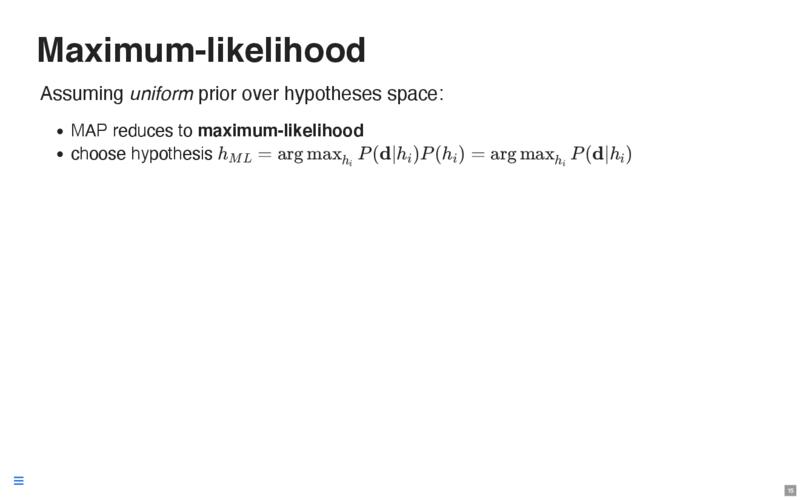 Maximum-likelihood
Assuming uniform prior over hypotheses space:
• MAP reduces to maximum-likelihood
• choose hypothesis $h_{ML} = \arg\max_{h_i} P(\mathbf{d}|h_i)P(h_i) = \arg\max_{h_i} P(\mathbf{d}|h_i)$
15